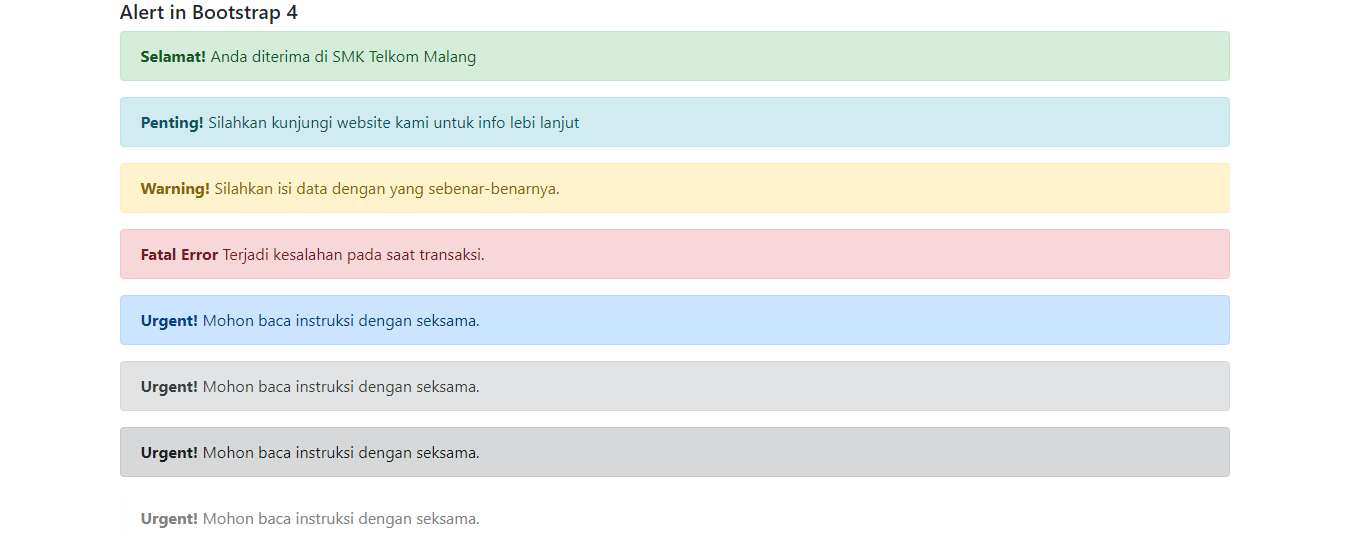 Alert in Bootstrap 4
Selamat! Anda diterima di SMK Telkom Malang
Penting! Silahkan kunjungi website kami untuk info lebi lanjut
Warning! Silahkan isi data dengan yang sebenar-benarnya.
Fatal Error Terjadi kesalahan pada saat transaksi.
Urgent! Mohon baca instruksi dengan seksama.
Urgent! Mohon baca instruksi dengan seksama.
Urgent! Mohon baca instruksi dengan seksama.
Urgent! Mohon baca instruksi dengan seksama.